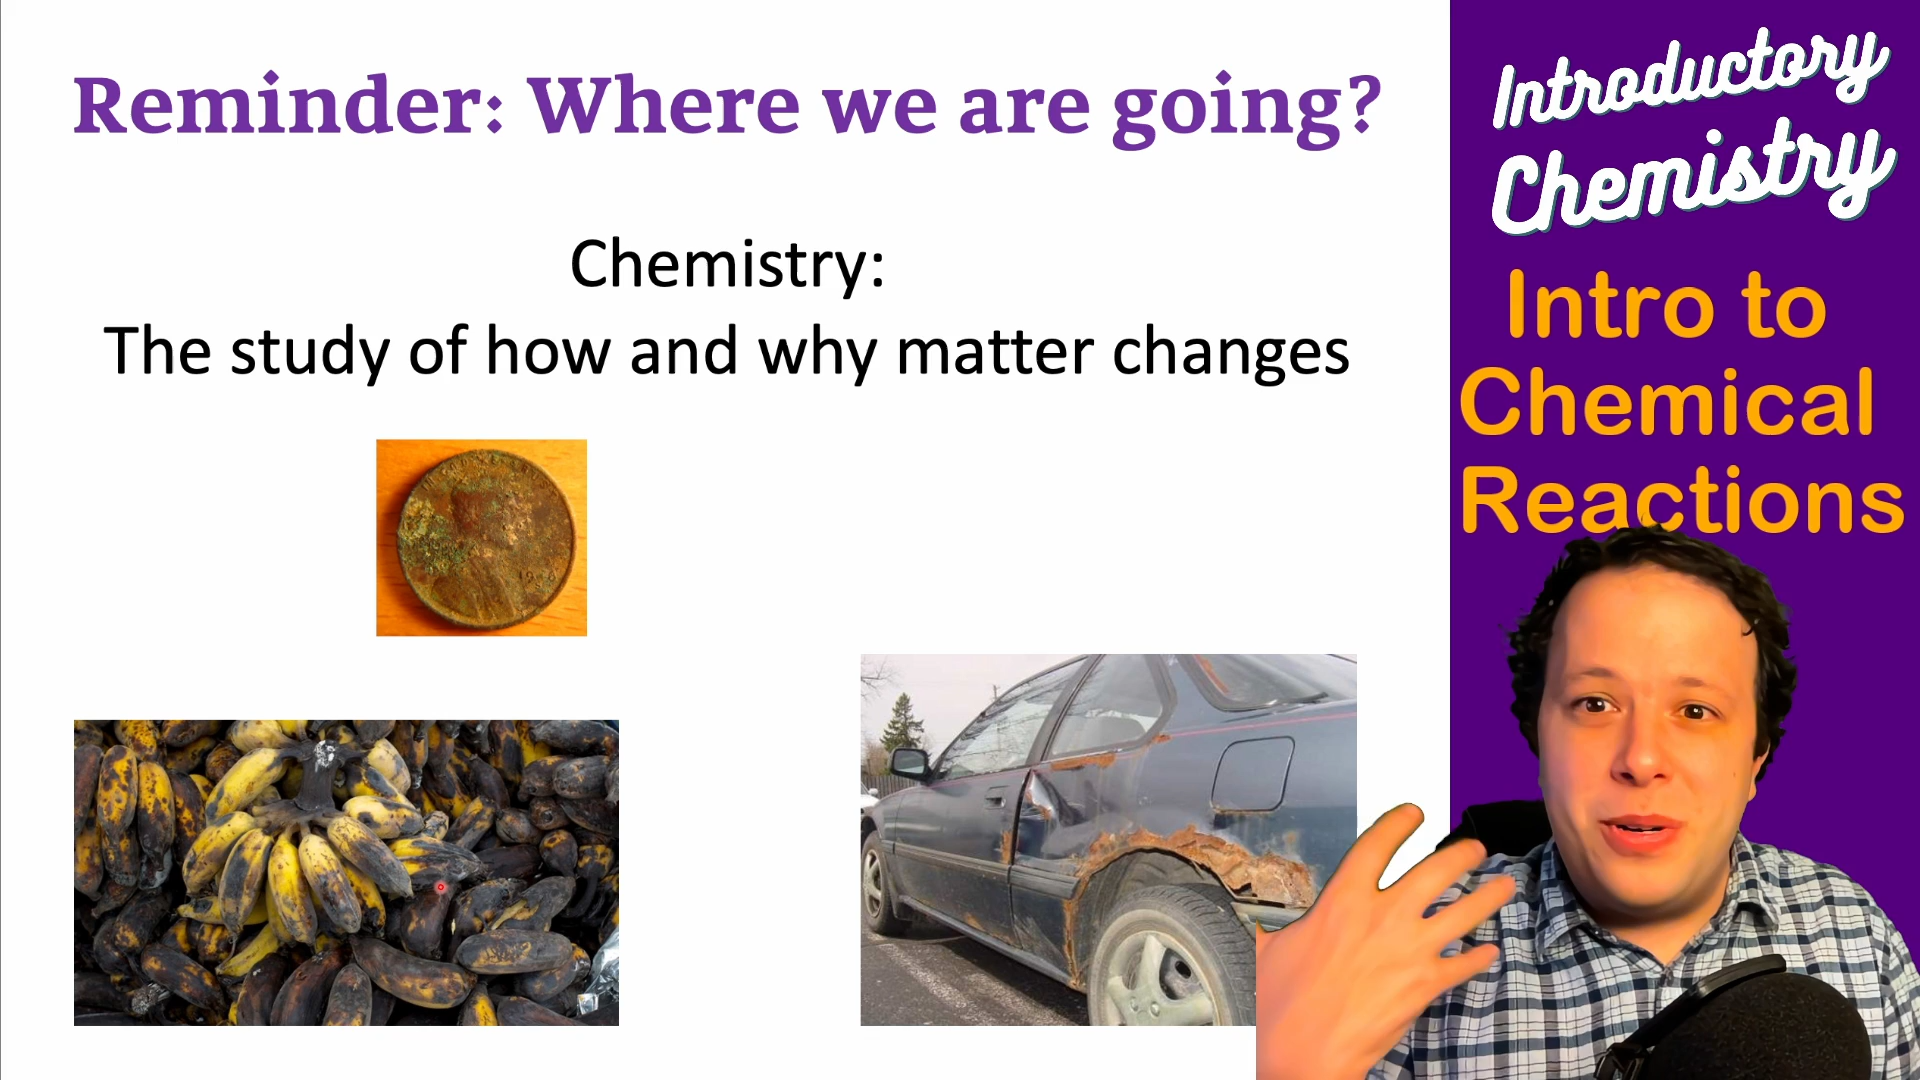 Reminder: Where we are going?
Chemistry:
The study of how and why matter changes
Introductory
Chemistry
Intro to
Chemical
Reactions